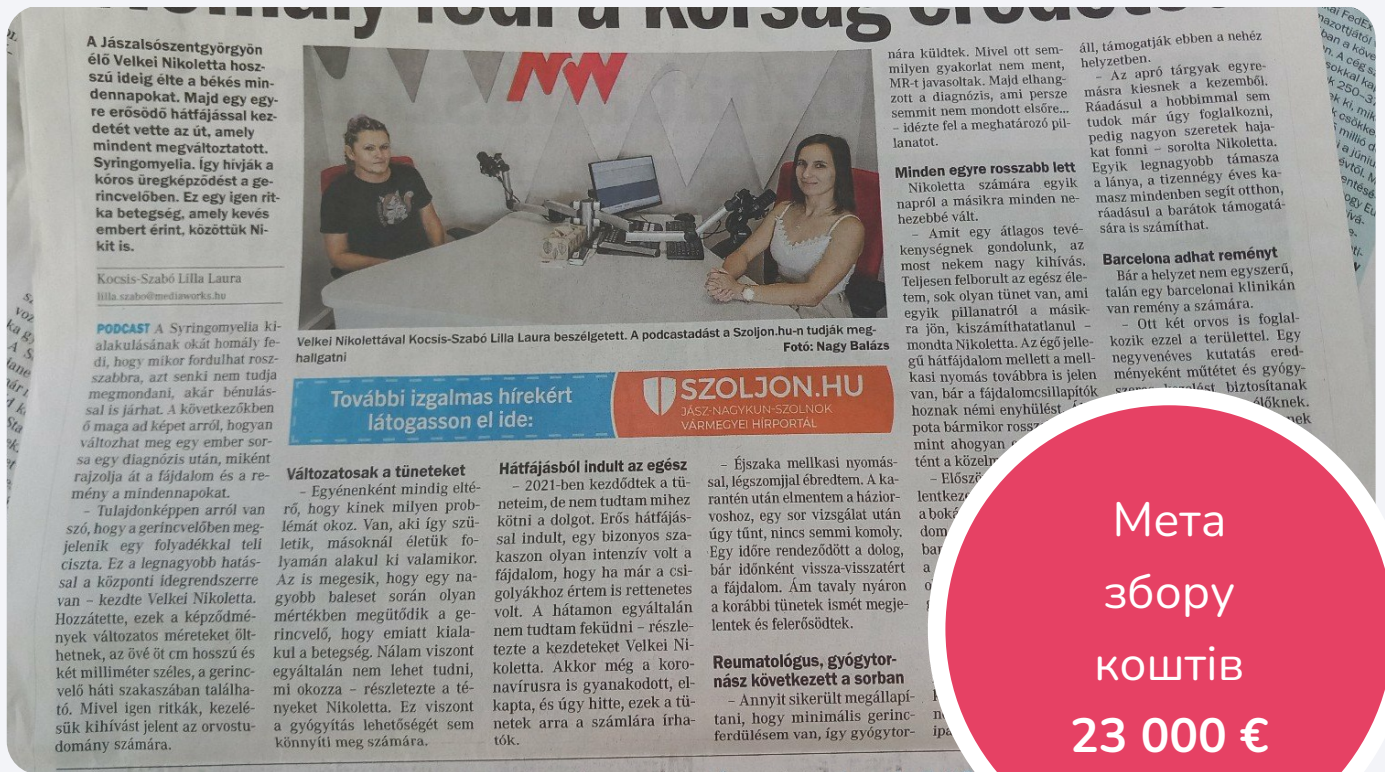 A Jászalsószentgyörgyön
élő Velkei Nikoletta hosz-
szú ideig élte a békés min-
dennapokat. Majd egy egy-
re erősödő hátfájással kez-
detét vette az út, amely
mindent megváltoztatott.
Syringomyelia. Így hívják a
kóros üregképződést a ge-
rincvelőben. Ez egy igen rit-
ka betegség, amely kevés
embert érint, közöttük Ni-
kit is.
Kocsis-Szabó Lilla Laura
lilla.szabo@mediaworks.hu
PODCAST A Syringomyelia ki-
alakulásának okát homály fe-
di, hogy mikor fordulhat rosz-
szabbra, azt senki nem tudja
megmondani, akár bénulás-
sal is járhat. A következőkben
ő maga ad képet arról, hogyan
változhat meg egy ember sor-
sa egy diagnózis után, miként
rajzolja át a fájdalom és a re-
mény a mindennapokat.
– Tulajdonképpen arról van
szó, hogy a gerincvelőben meg-
jelenik egy folyadékkal teli
ciszta. Ez a legnagyobb hatás-
sal a központi idegrendszerre
van – kezdte Velkei Nikoletta.
Hozzátette, ezek a képződmé-
nyek változatos méreteket ölt-
hetnek, az övé öt cm hosszú és
két milliméter széles, a gerinc-
velő háti szakaszában találha-
tó. Mivel igen ritkák, kezelé-
sük kihívást jelent az orvostu-
domány számára.
NW
Velkei Nikolettával Kocsis-Szabó Lilla Laura beszélgetett. A podcastadást a Szoljon.hu-n tudják meg-
hallgatni
Fotó: Nagy Balázs
További izgalmas hírekért
látogasson el ide:
SZOLJON.HU
JÁSZ-NAGYKUN-SZOLNOK
VÁRMEGYEI HÍRPORTÁL
Változatosak a tüneteket
– Egyénenként mindig elté-
rő, hogy kinek milyen prob-
lémát okoz. Van, aki így szü-
letik, másoknál életük fo-
lyamán alakul ki valamikor.
Az is megesik, hogy egy na-
gyobb baleset során olyan
mértékben megütődik a ge-
rincvelő, hogy emiatt kiala-
kul a betegség. Nálam viszont
egyáltalán nem lehet tudni,
mi okozza – részletezte a té-
nyeket Nikoletta. Ez viszont
a gyógyítás lehetőségét sem
könnyíti meg számára.
Hátfájásból indult az egész
– 2021-ben kezdődtek a tü-
neteim, de nem tudtam mihez
kötni a dolgot. Erős hátfájás-
sal indult, egy bizonyos sza-
kaszon olyan intenzív volt a
fájdalom, hogy ha már a csi-
golyákhoz értem is rettenetes
volt. A hátamon egyáltalán
nem tudtam feküdni – részle-
tezte a kezdeteket Velkei Ni-
koletta. Akkor még a koro-
navírusra is gyanakodott, el-
kapta, és úgy hitte, ezek a tü-
netek arra a számlára írha-
tók.
– Éjszaka mellkasi nyomás-
sal, légszomjjal ébredtem. A ka-
rantén után elmentem a házior-
voshoz, egy sor vizsgálat után
úgy tűnt, nincs semmi komoly.
Egy időre rendeződött a dolog,
bár időnként vissza-visszatért
a fájdalom. Ám tavaly nyáron
a korábbi tünetek ismét megje-
lentek és felerősödtek.
Reumatológus, gyógytor-
nász következett a sorban
– Annyit sikerült megállapí-
tani, hogy minimális gerinc-
ferdülésem van, így gyógytor-
nára küldtek. Mivel ott sem-
milyen gyakorlat nem ment,
MR-t javasoltak. Majd elhang-
zott a diagnózis, ami persze
semmit nem mondott elsőre...
– idézte fel a meghatározó pil-
lanatot.
Minden egyre rosszabb lett
Nikoletta számára egyik
napról a másikra minden ne-
hezebbé vált.
– Amit egy átlagos tevé-
kenységnek gondolunk, az
most nekem nagy kihívás.
Teljesen felborult az egész éle-
tem, sok olyan tünet van, ami
egyik pillanatról a másik-
ra jön, kiszámíthatatlanul –
mondta Nikoletta. Az égő jelle-
gű hátfájdalom mellett a mell-
kasi nyomás továbbra is jelen
van, bár a fájdalomcsillapítók
hoznak némi enyhülést
pota bármikor
mint ahogyan
tént a
áll, támogatják ebben a nehéz
helyzetben.
– Az apró tárgyak egyre-
másra kiesnek a kezemből.
Ráadásul a hobbimmal sem
tudok már úgy foglalkozni,
pedig nagyon szeretek haja-
kat fonni – sorolta Nikoletta.
Egyik legnagyobb támasza
a lánya, a tizennégy éves ka-
masz mindenben segít otthon,
ráadásul a barátok támogatá-
sára is számíthat.
Barcelona adhat reményt
Bár a helyzet nem egyszerű,
talán egy barcelonai klinikán
van remény a számára.
– Ott két orvos is foglal-
kozik ezzel a területtel. Egy
negyvenéves kutatás ered-
ményeként műtétet és gyógy-
biztosítanak
Мета
збору
коштів
23 000 €